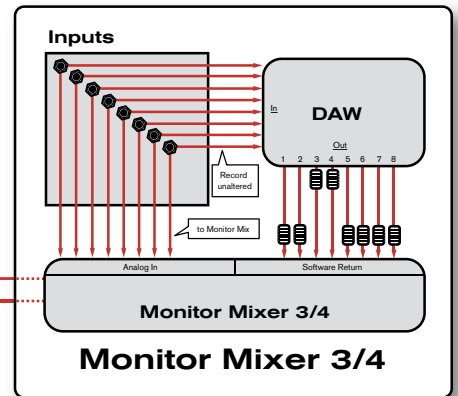 Inputs
In
DAW
Out
1 2 3 4 5 6 7 8
Record
unaltered
to Monitor Mix
Analog In
Software Return
Monitor Mixer 3/4
Monitor Mixer 3/4